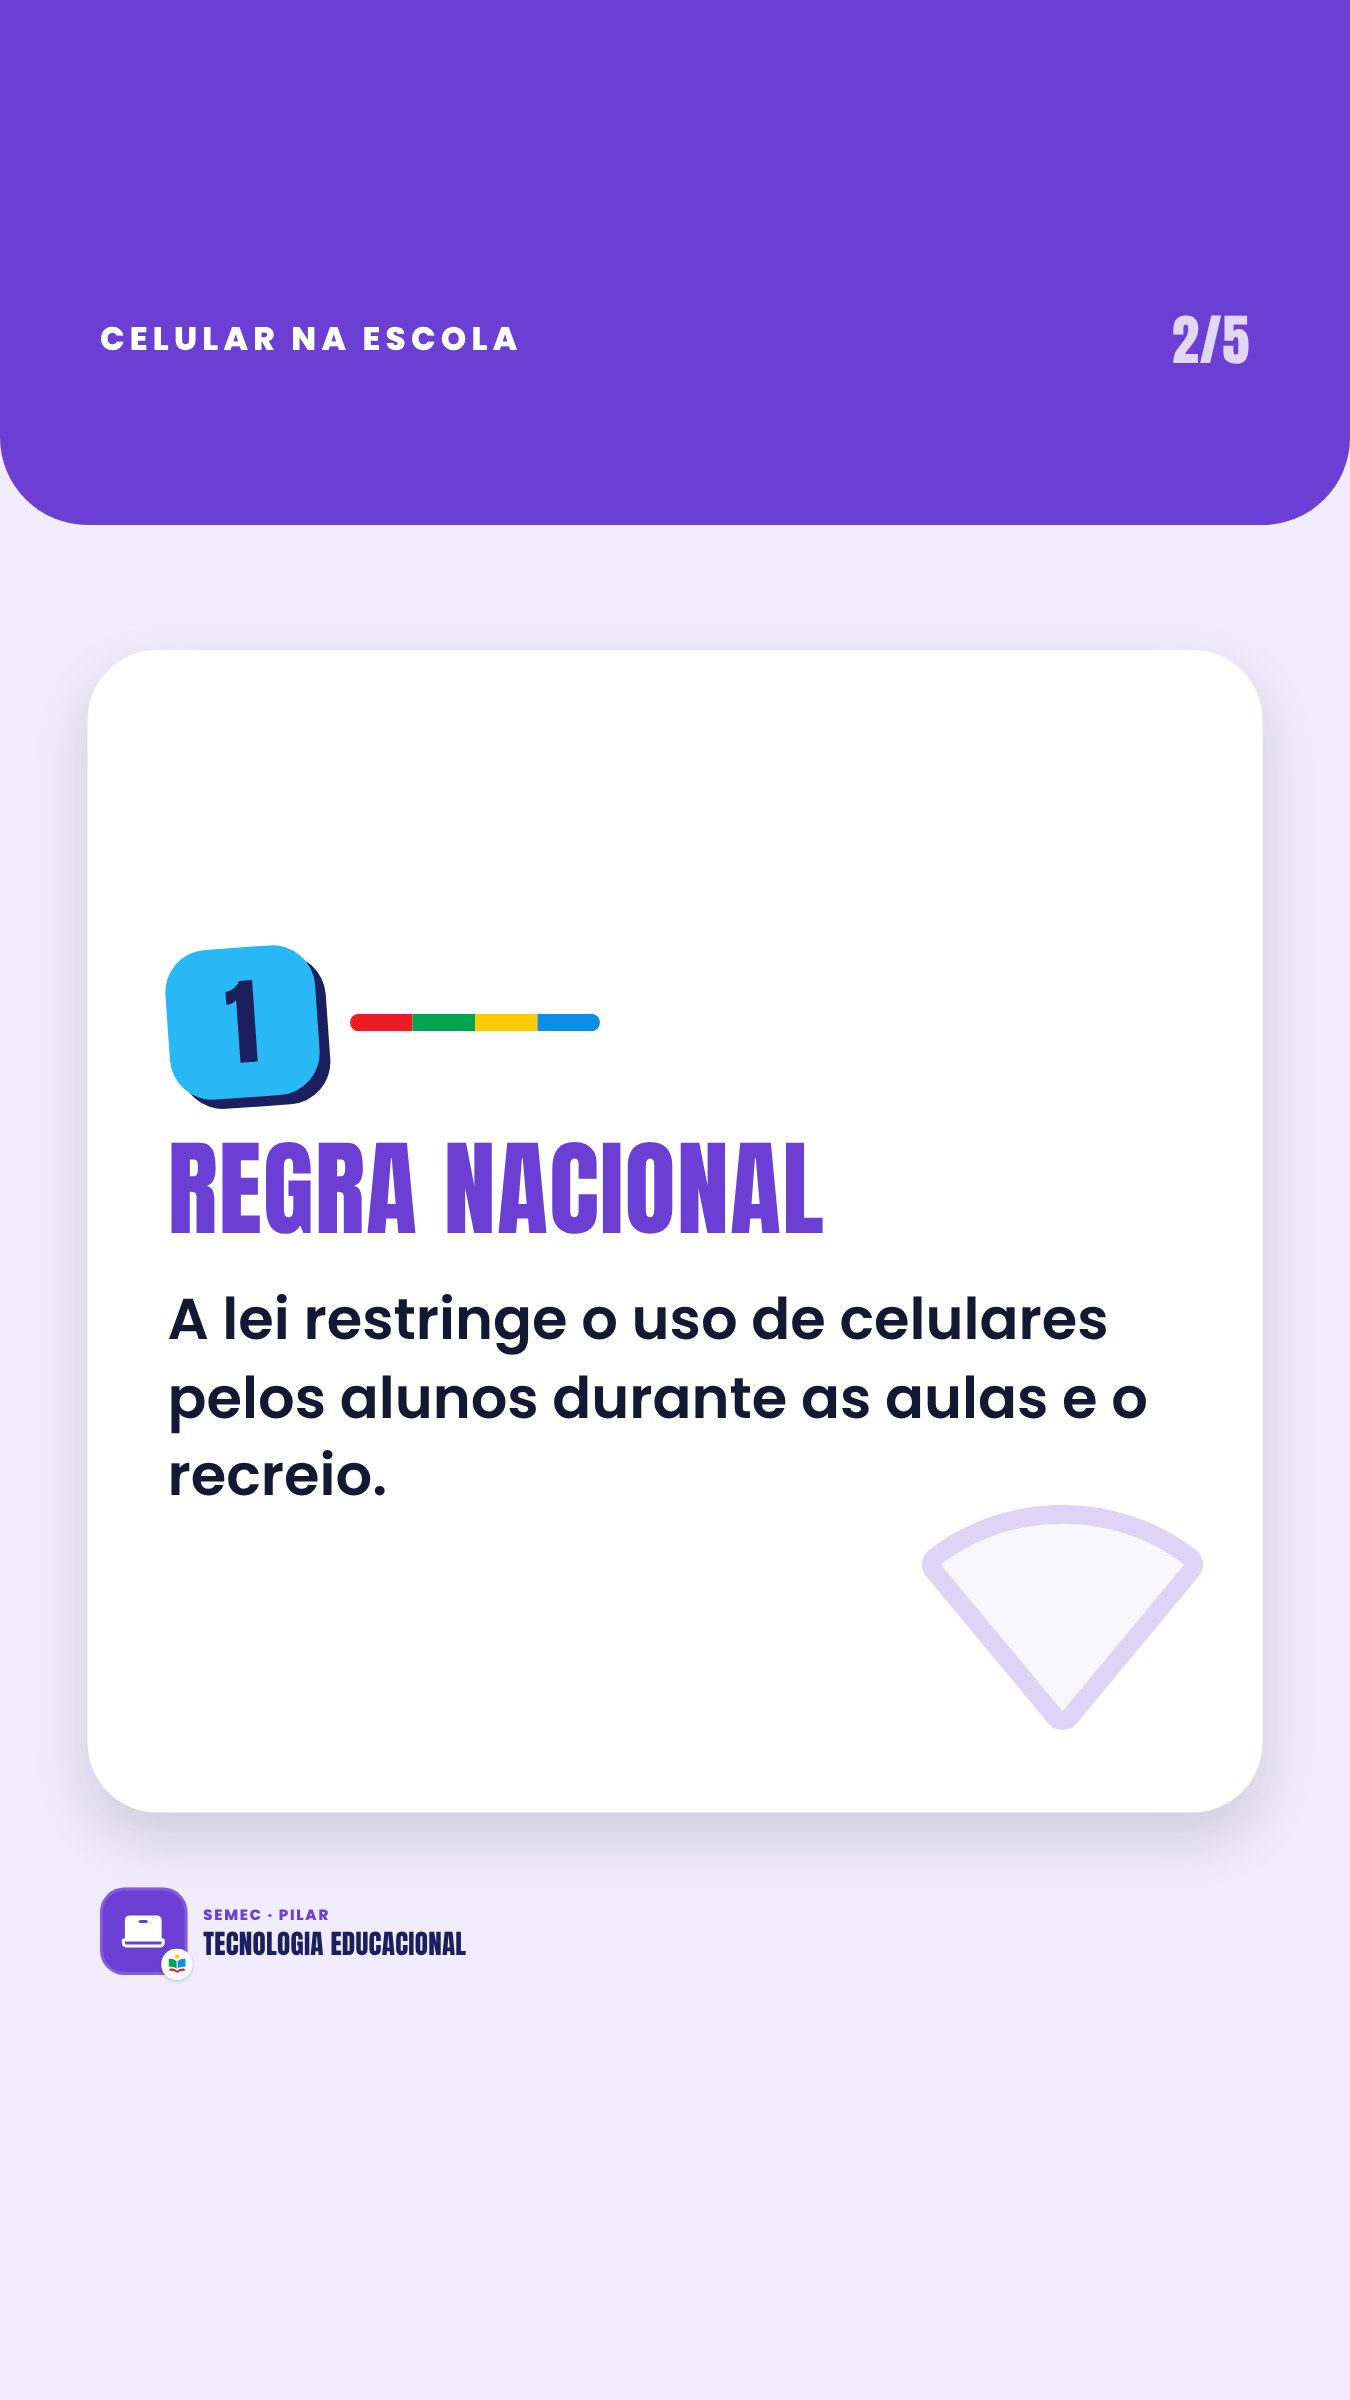 CELULAR NA ESCOLA
2/5
1
REGRA NACIONAL
A lei restringe o uso de celulares
pelos alunos durante as aulas e o
recreio.
SEMEC · PILAR
TECNOLOGIA EDUCACIONAL